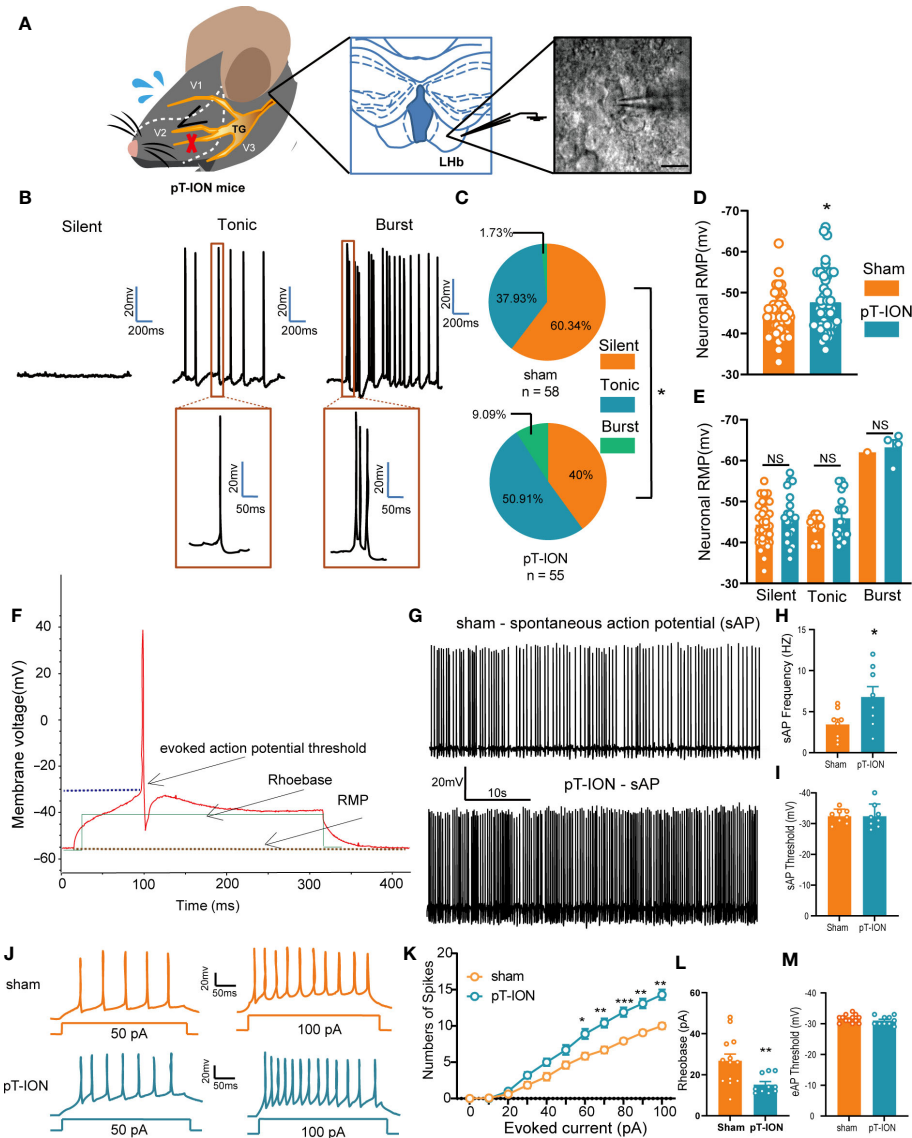 A
V1
V2
TG
V3
pT-ION mice
LHb
B
Silent
Tonic
Burst
20mv
200ms
20mv
200ms
20mv
200ms
20mv
50ms
20mv
50ms
C
1.73%
37.93%
60.34%
sham
n = 58
Silent
Tonic
Burst
*
9.09%
40%
50.91%
pT-ION
n = 55
D
*
Neuronal RMP(mv)
-70
-60
-50
-40
-30
Sham
pT-ION
E
Neuronal RMP(mv)
-70
-60
-50
-40
-30
NS
NS
NS
Silent
Tonic
Burst
F
Membrane voltage(mV)
40
20
0
−20
−40
−60
evoked action potential threshold
Rhoebase
RMP
0
100
200
300
400
Time (ms)
G
sham - spontaneous action potential (sAP)
20mV
10s
pT-ION - sAP
H
*
sAP Frequency (HZ)
15
10
5
0
Sham
pT-ION
I
sAP Threshold (mV)
-40
-30
-20
-10
0
Sham
pT-ION
J
sham
20mv
50ms
50 pA
100 pA
pT-ION
20mv
50ms
50 pA
100 pA
K
Numbers of Spikes
20
15
10
5
0
sham
pT-ION
*
**
***
**
**
0
20
40
60
80
100
Evoked current (pA)
L
Rheobase (pA)
60
40
20
0
**
Sham
pT-ION
M
eAP Threshold (mV)
-40
-30
-20
-10
0
sham
pT-ION